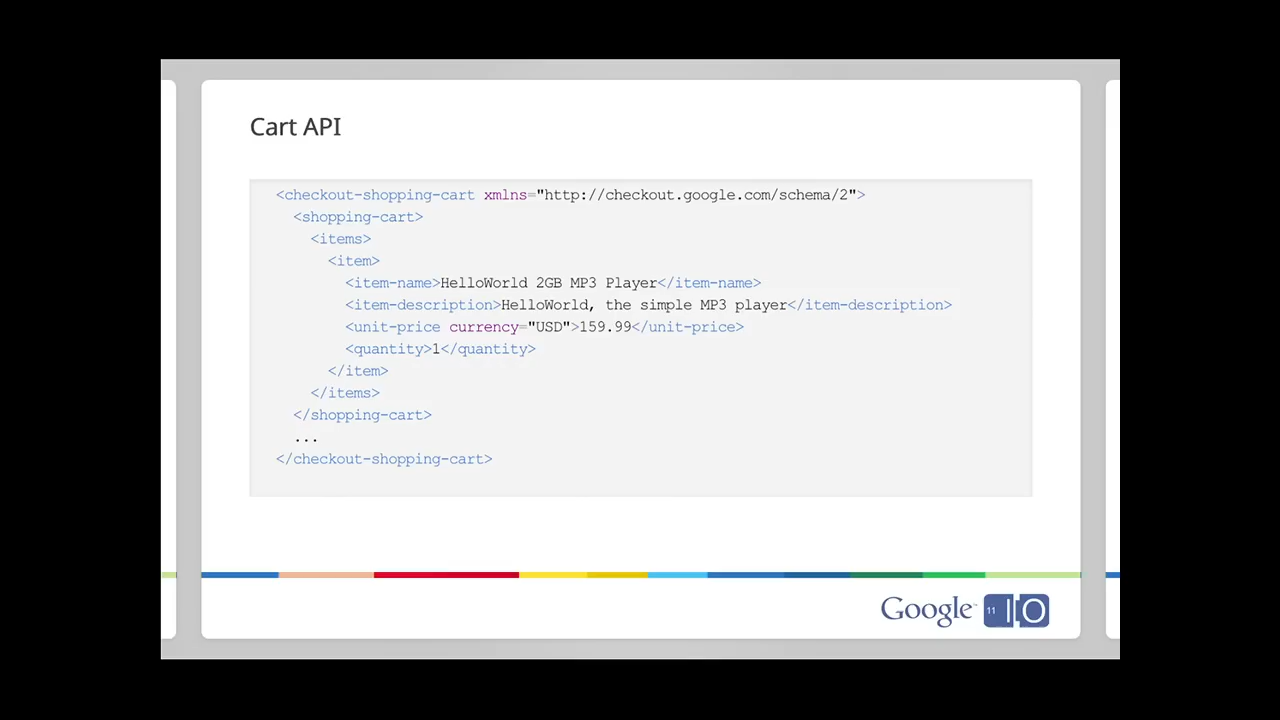 Cart API
<checkout-shopping-cart xmlns="http://checkout.google.com/schema/2">
<shopping-cart>
<items>
<item>
<item-name>HelloWorld 2GB MP3 Player</item-name>
<item-description>HelloWorld, the simple MP3 player</item-description>
<unit-price currency="USD">159.99</unit-price>
<quantity>1</quantity>
</item>
</items>
</shopping-cart>
...
</checkout-shopping-cart>
Google™ 11 IO